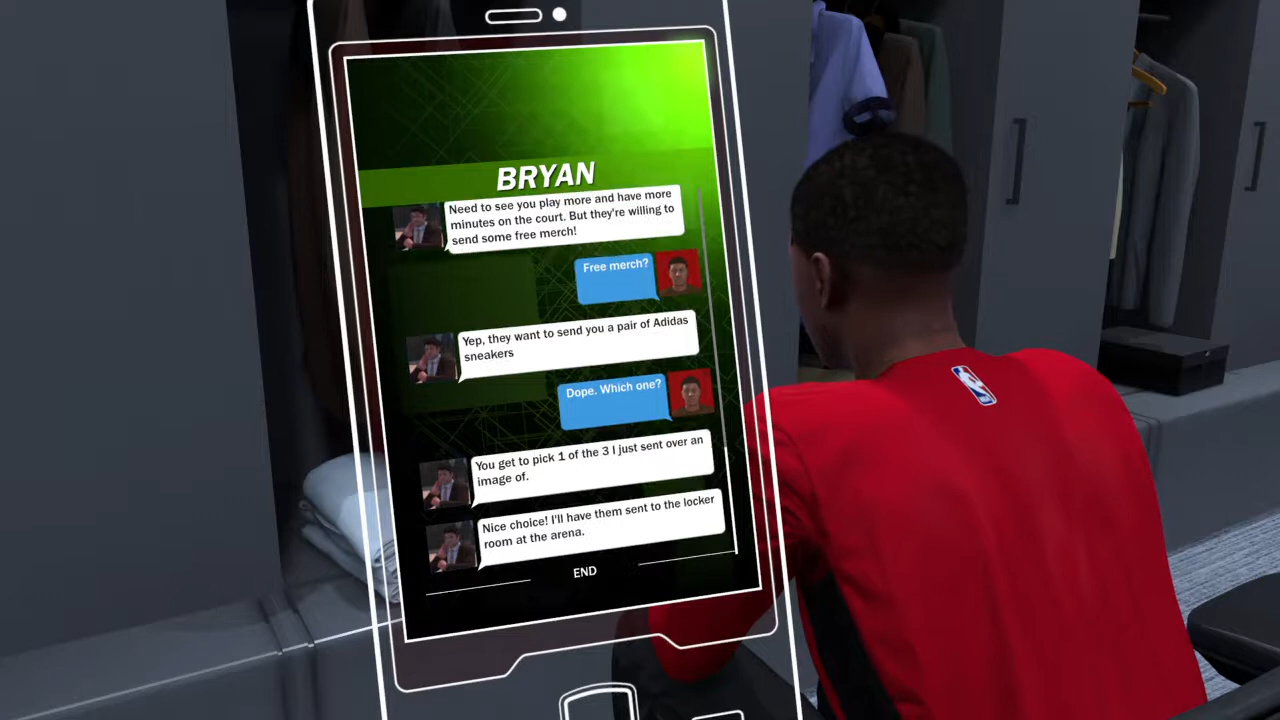 BRYAN
Need to see you play more and have more
minutes on the court. But they're willing to
send some free merch!
Free merch?
Yep, they want to send you a pair of Adidas
sneakers
Dope. Which one?
You get to pick 1 of the 3 I just sent over an
image of.
Nice choice! I'll have them sent to the locker
room at the arena.
END
NBA